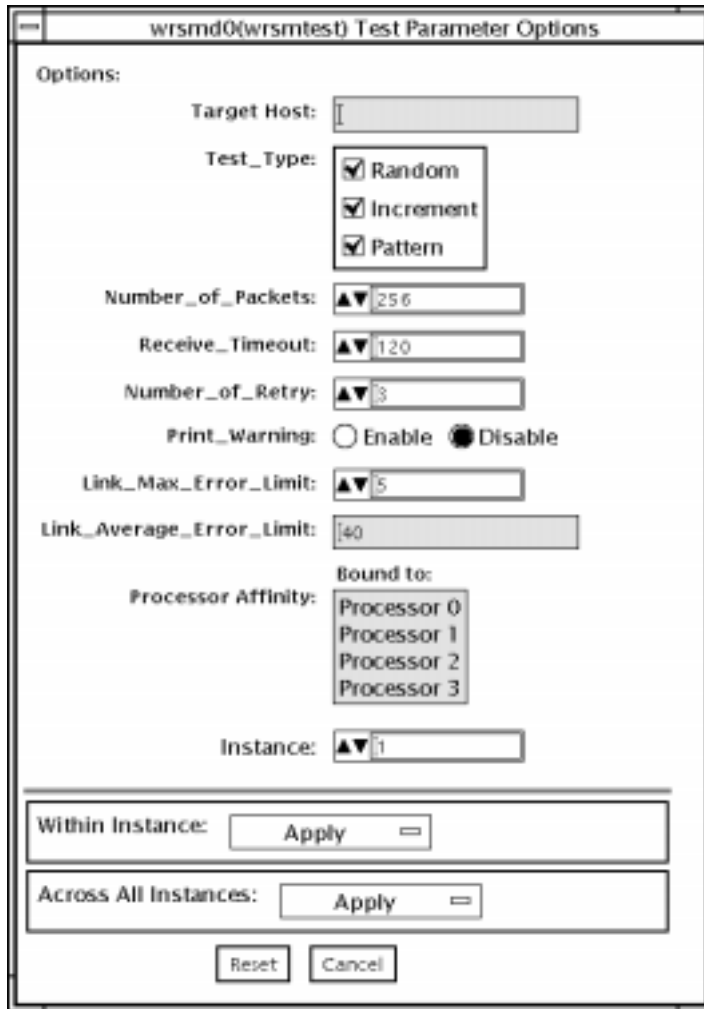 wrsmd0(wrsmtest) Test Parameter Options
Options:
Target Host:
Test_Type:
Random
Increment
Pattern
Number_of_Packets: 256
Receive_Timeout: 120
Number_of_Retry: 3
Print_Warning: Enable Disable
Link_Max_Error_Limit: 5
Link_Average_Error_Limit: 40
Bound to:
Processor Affinity:
Processor 0
Processor 1
Processor 2
Processor 3
Instance: 1
Within Instance: Apply
Across All Instances: Apply
Reset Cancel